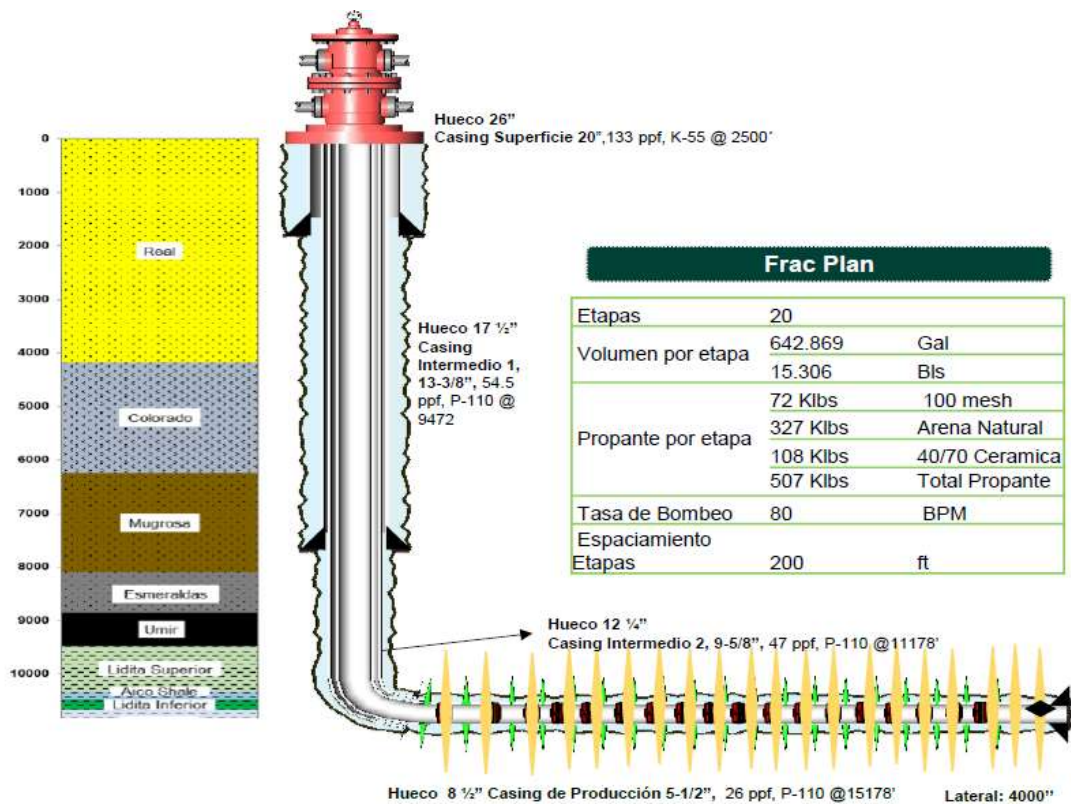 Hueco 26”
Casing Superficie 20”,133 ppf, K-55 @ 2500’
0
1000
2000
3000
4000
5000
6000
7000
8000
9000
10000
Real
Colorado
Mugrosa
Esmeraldas
Umir
Lidita Superior
Aico Shale
Lidita Inferior
Hueco 17 ½”
Casing
Intermedio 1,
13-3/8”, 54.5
ppf, P-110 @
9472
Frac Plan
Etapas 20
Volumen por etapa 642.869 Gal
15.306 Bls
Propante por etapa 72 Klbs 100 mesh
327 Klbs Arena Natural
108 Klbs 40/70 Ceramica
507 Klbs Total Propante
Tasa de Bombeo 80 BPM
Espaciamiento
Etapas 200 ft
Hueco 12 ¼”
Casing Intermedio 2, 9-5/8”, 47 ppf, P-110 @11178’
Hueco 8 ½” Casing de Producción 5-1/2”, 26 ppf, P-110 @15178’
Lateral: 4000’’